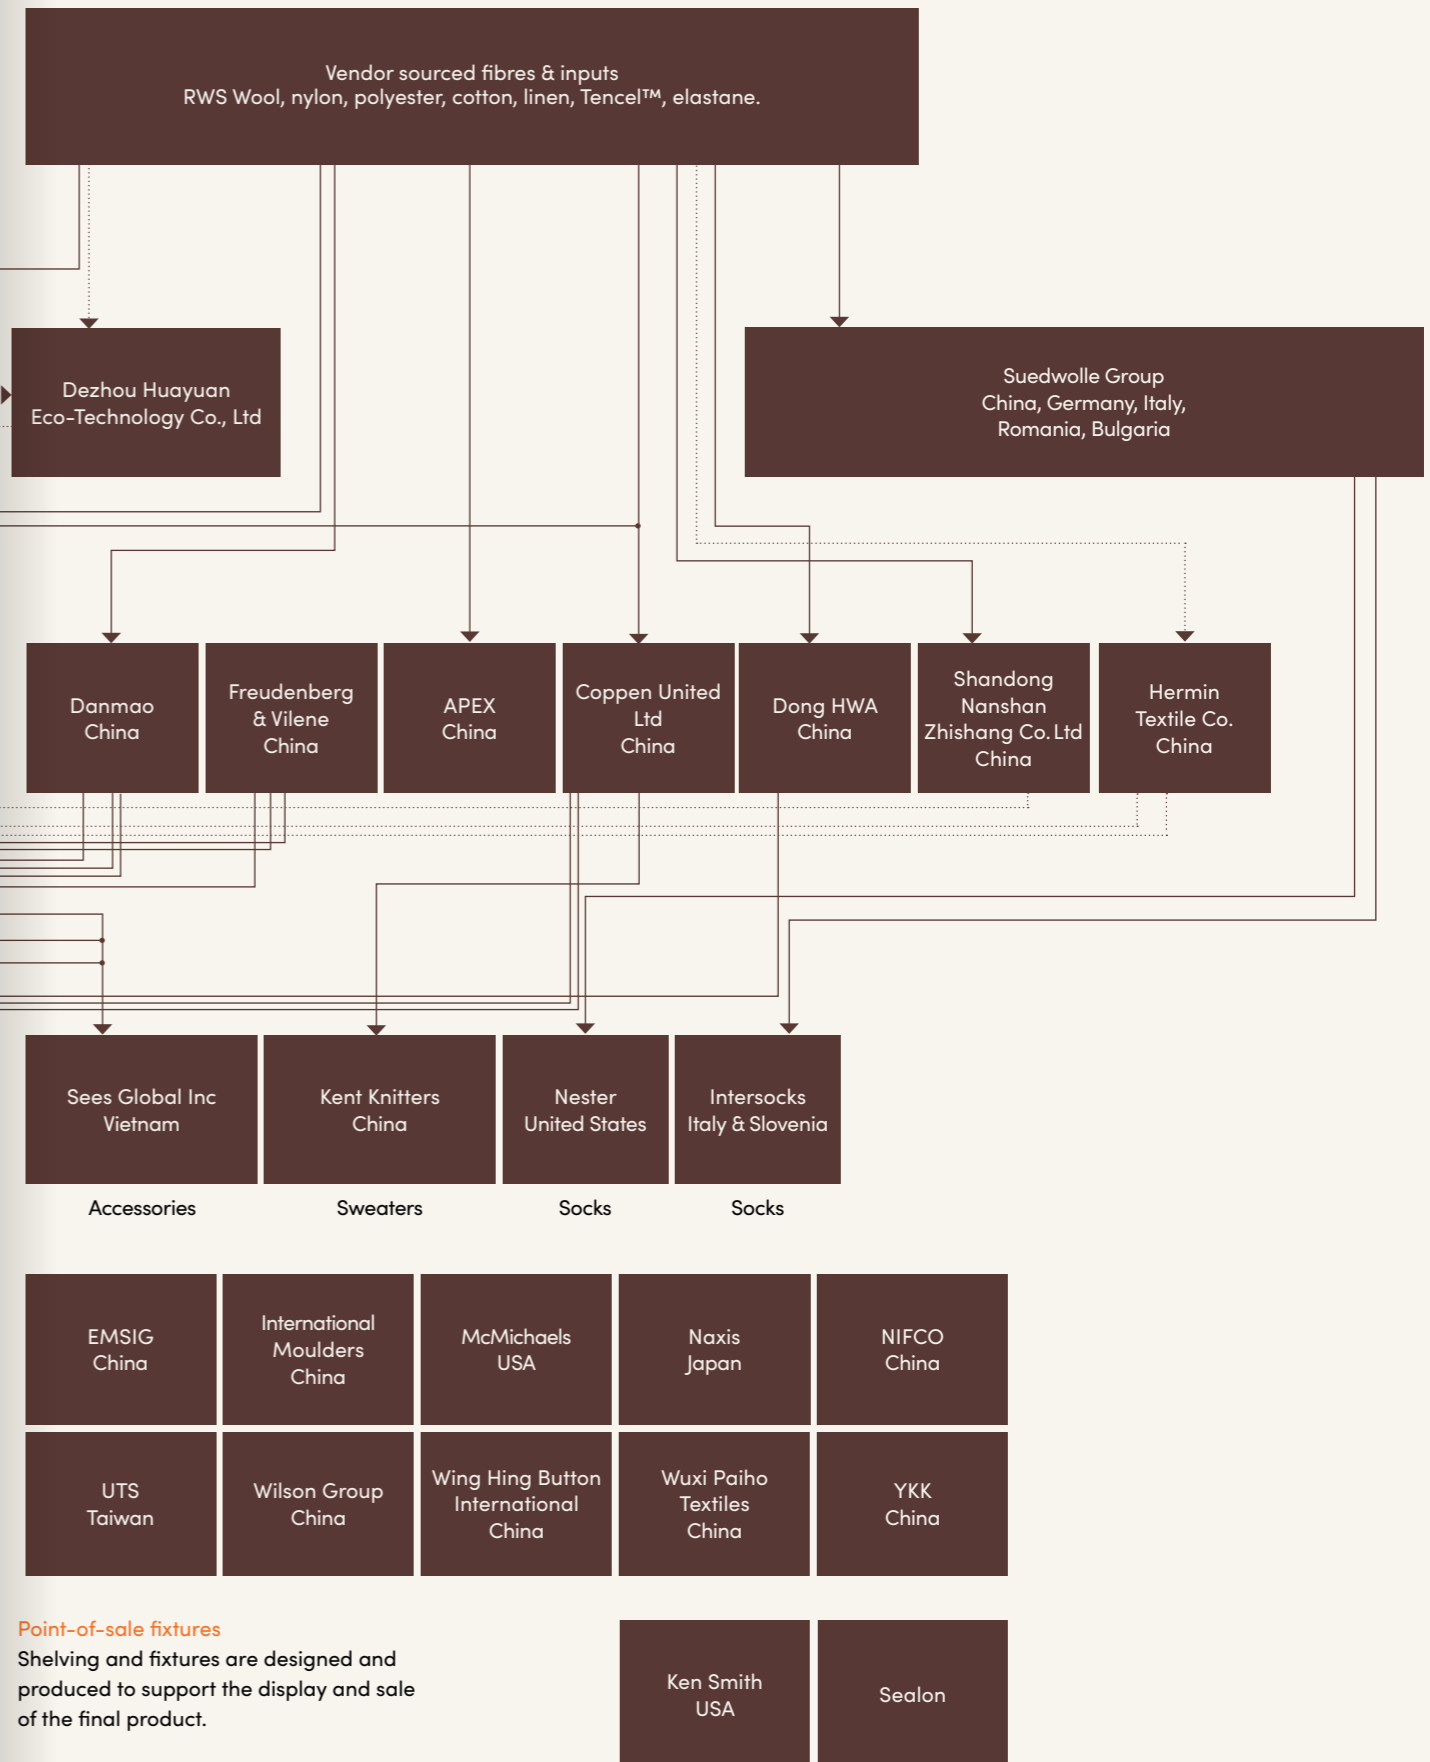 Vendor sourced fibres & inputs
RWS Wool, nylon, polyester, cotton, linen, Tencel™, elastane.
Dezhou Huayuan
Eco-Technology Co., Ltd
Suedwolle Group
China, Germany, Italy,
Romania, Bulgaria
Danmao
China
Freudenberg
& Vilene
China
APEX
China
Coppen United
Ltd
China
Dong HWA
China
Shandong
Nanshan
Zhishang Co. Ltd
China
Hermin
Textile Co.
China
Sees Global Inc
Vietnam
Kent Knitters
China
Nester
United States
Intersocks
Italy & Slovenia
Accessories
Sweaters
Socks
Socks
EMSIG
China
International
Moulders
China
McMichaels
USA
Naxis
Japan
NIFCO
China
UTS
Taiwan
Wilson Group
China
Wing Hing Button
International
China
Wuxi Paiho
Textiles
China
YKK
China
Point-of-sale fixtures
Shelving and fixtures are designed and
produced to support the display and sale
of the final product.
Ken Smith
USA
Sealon